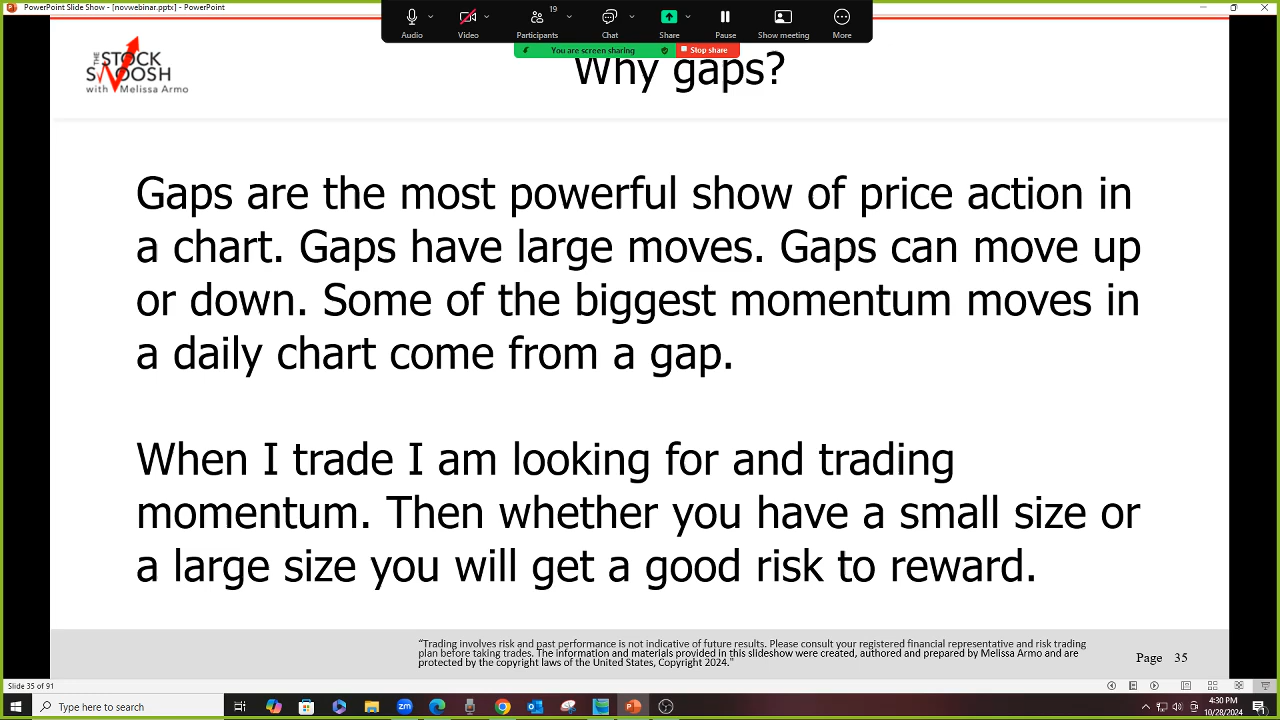 PowerPoint Slide Show - [novwebinar.pptx] - PowerPoint
19
Audio Video Participants Chat Share Pause Show meeting More
You are screen sharing Stop share
THE STOCK
SWOOSH
with Melissa Armo
Why gaps?
Gaps are the most powerful show of price action in
a chart. Gaps have large moves. Gaps can move up
or down. Some of the biggest momentum moves in
a daily chart come from a gap.
When I trade I am looking for and trading
momentum. Then whether you have a small size or
a large size you will get a good risk to reward.
"Trading involves risk and past performance is not indicative of future results. Please consult your registered financial representative and risk trading
plan before taking trades. The information and materials provided in this slideshow were created, authored and prepared by Melissa Armo and are
protected by the copyright laws of the United States, Copyright 2024."
Page 35
Slide 35 of 91
Type here to search
zm
4:30 PM
10/28/2024